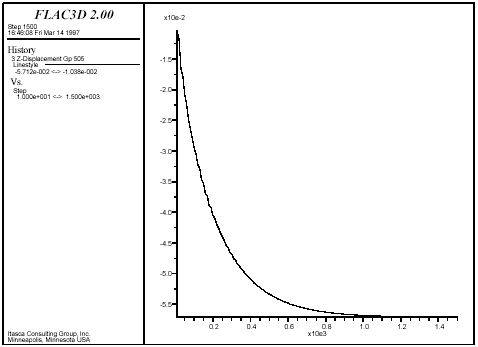 FLAC3D 2.00
Step 1500
16:46:08 Fri Mar 14 1997
History
3 Z-Displacement Gp 505
Linestyle
-5.712e-002 <-> -1.038e-002
Vs.
Step
1.000e+001 <-> 1.500e+003
Itasca Consulting Group, Inc.
Minneapolis, Minnesota USA
x10e-2
-1.5
-2.0
-2.5
-3.0
-3.5
-4.0
-4.5
-5.0
-5.5
0.2 0.4 0.6 0.8 1.0 1.2 1.4
x10e3